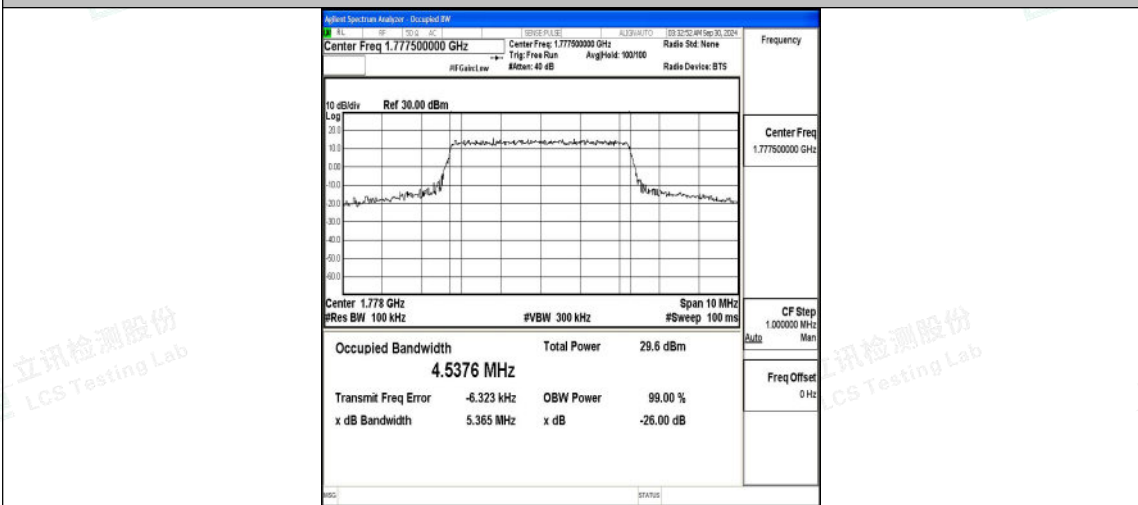 Agilent Spectrum Analyzer - Occupied BW
RL RF 50 Ω AC SENSE:PULSE ALIGNAUTO 03:32:52 AM Sep 30, 2024
Center Freq 1.777500000 GHz
Center Freq: 1.777500000 GHz
Radio Std: None
Trig: Free Run Avg|Hold: 100/100
#IFGain:Low #Atten: 40 dB Radio Device: BTS
10 dB/div Ref 30.00 dBm
Log
20.0
10.0
0.00
-10.0
-20.0
-30.0
-40.0
-50.0
-60.0
Center 1.778 GHz Span 10 MHz
#Res BW 100 kHz #VBW 300 kHz #Sweep 100 ms
Occupied Bandwidth Total Power 29.6 dBm
4.5376 MHz
Transmit Freq Error -6.323 kHz OBW Power 99.00 %
x dB Bandwidth 5.365 MHz x dB -26.00 dB
MSG STATUS
Frequency
Center Freq
1.777500000 GHz
CF Step
1.000000 MHz
Auto Man
Freq Offset
0 Hz
立讯检测股份
LCS Testing Lab
立讯检测股份
LCS Testing Lab